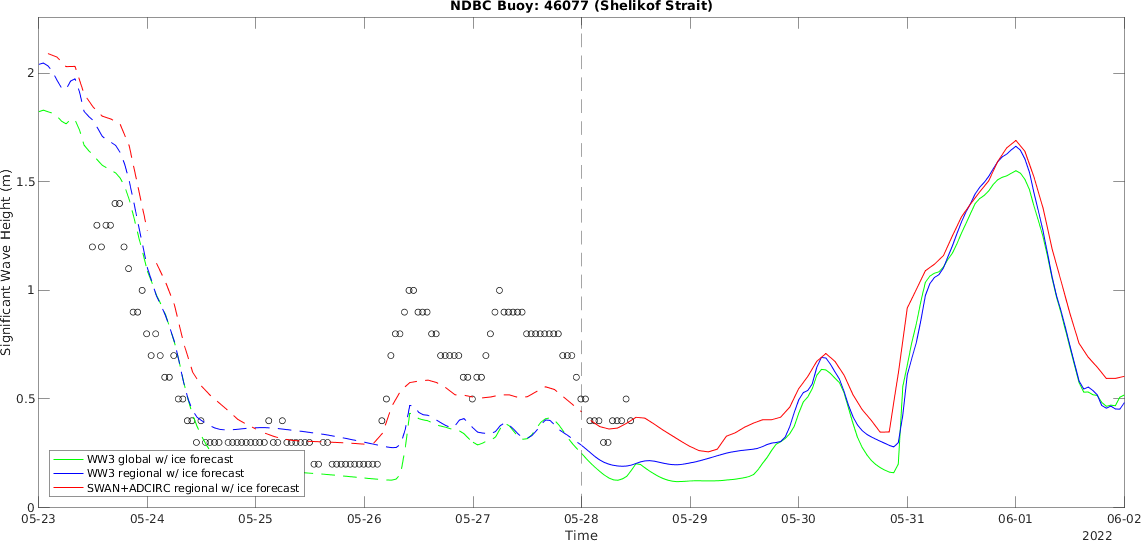 NDBC Buoy: 46077 (Shelikof Strait)
Significant Wave Height (m)
2
1.5
1
0.5
0
WW3 global w/ ice forecast
WW3 regional w/ ice forecast
SWAN+ADCIRC regional w/ ice forecast
05-23 05-24 05-25 05-26 05-27 05-28 05-29 05-30 05-31 06-01 06-02
Time
2022